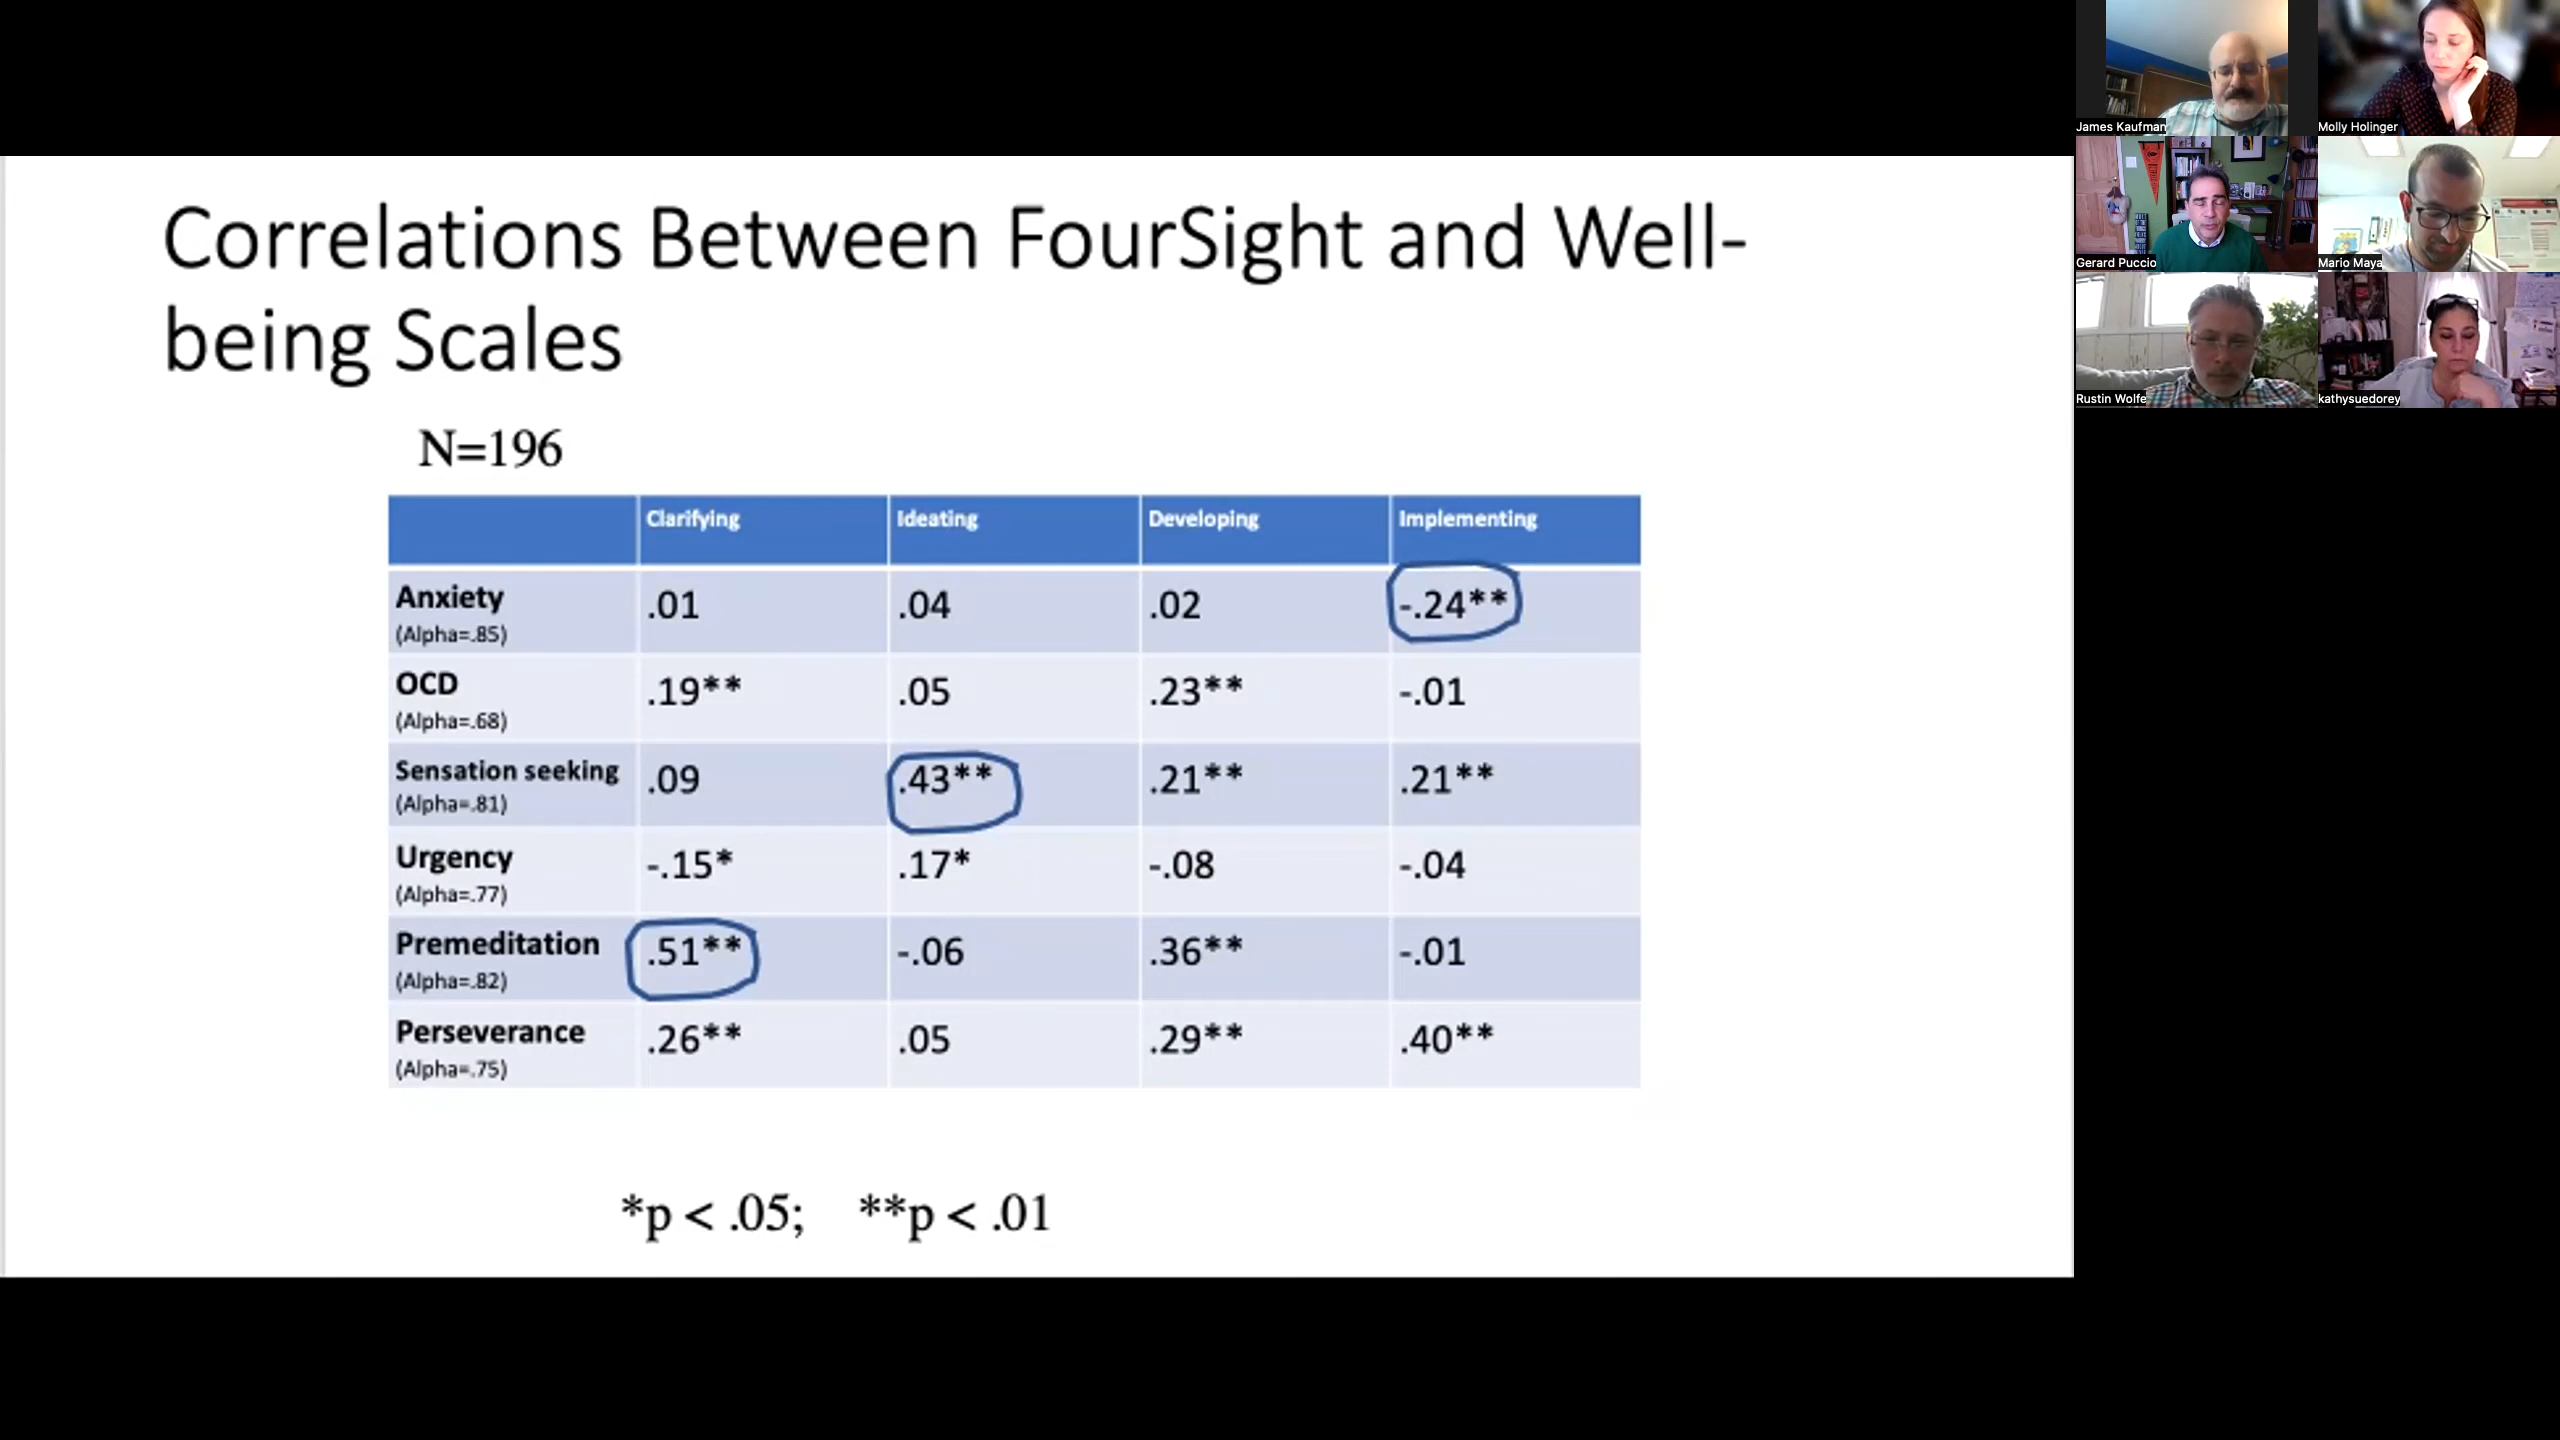 Correlations Between FourSight and Well-
being Scales
N=196
Clarifying Ideating Developing Implementing
Anxiety .01 .04 .02 -.24**
(Alpha=.85)
OCD .19** .05 .23** -.01
(Alpha=.68)
Sensation seeking .09 .43** .21** .21**
(Alpha=.81)
Urgency -.15* .17* -.08 -.04
(Alpha=.77)
Premeditation .51** -.06 .36** -.01
(Alpha=.82)
Perseverance .26** .05 .29** .40**
(Alpha=.75)
*p < .05; **p < .01
James Kaufman
Molly Holinger
Gerard Puccio
Mario Maya
Rustin Wolfe
kathysuedorey